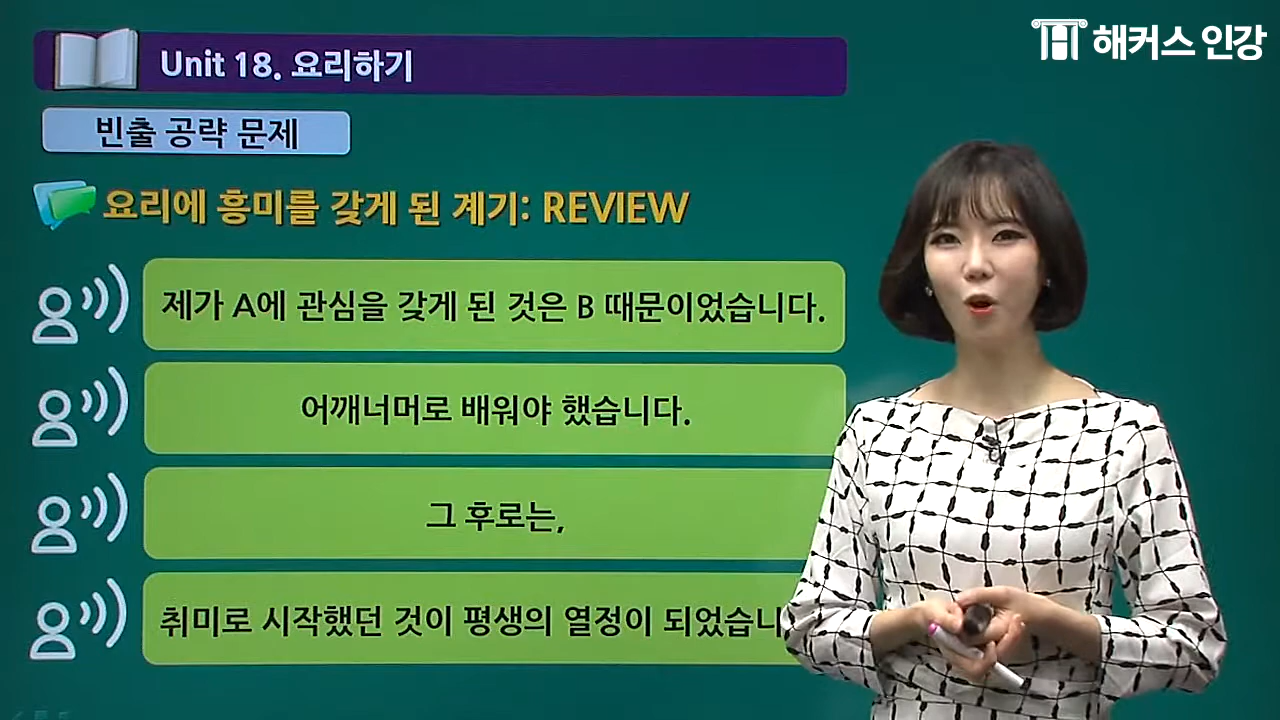 해커스 인강
Unit 18. 요리하기
빈출 공략 문제
요리에 흥미를 갖게 된 계기: REVIEW
제가 A에 관심을 갖게 된 것은 B 때문이었습니다.
어깨너머로 배워야 했습니다.
그 후로는,
취미로 시작했던 것이 평생의 열정이 되었습니